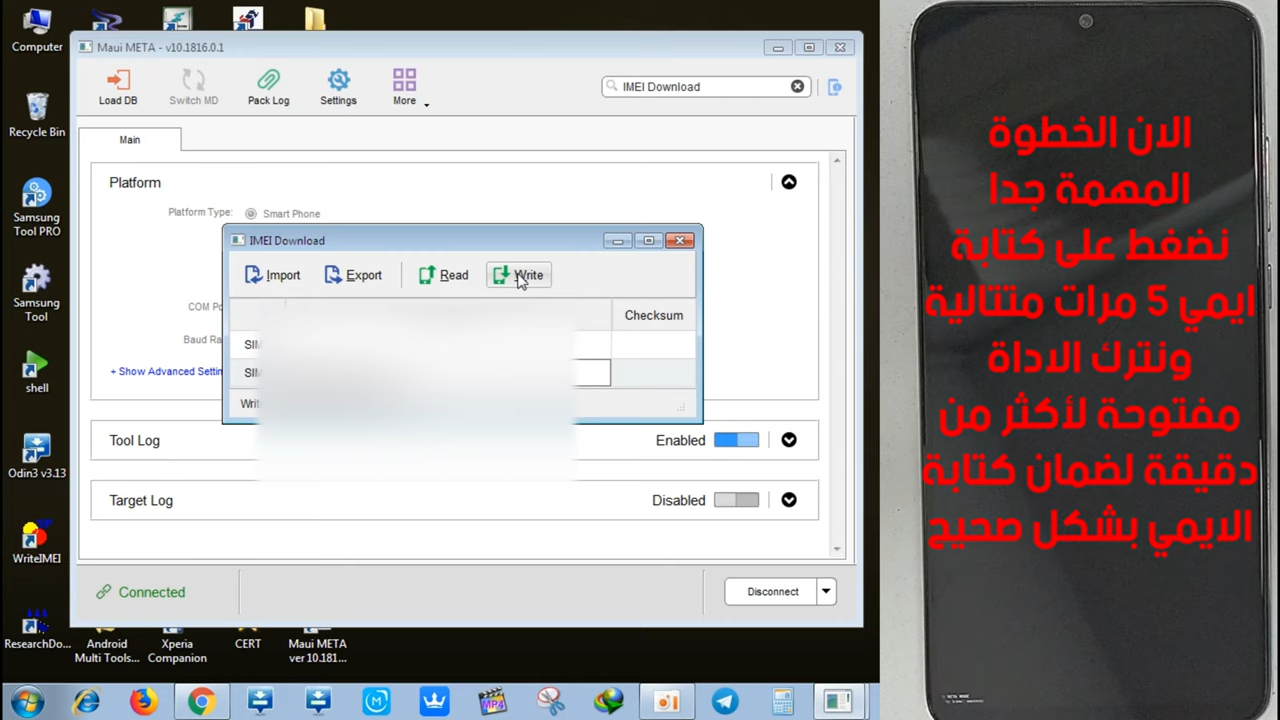 Computer
Recycle Bin
Samsung
Tool PRO
Samsung
Tool
shell
Odin3 v3.13
WriteIMEI
ResearchDo...
Android
Multi Tools...
Xperia
Companion
CERT
Maui META
ver 10.181...
Maui META - v10.1816.0.1
Load DB
Switch MD
Pack Log
Settings
More
IMEI Download
Main
Platform
Platform Type:
Smart Phone
COM Po
Baud Ra
+ Show Advanced Settin
IMEI Download
Import
Export
Read
Write
Checksum
SIM
SIM
Writ
Tool Log
Enabled
Target Log
Disabled
Connected
Disconnect
MP4
الان الخطوة
المهمة جدا
نضغط على كتابة
ايمي 5 مرات متتالية
ونترك الاداة
مفتوحة لأكثر من
دقيقة لضمان كتابة
الايمي بشكل صحيح